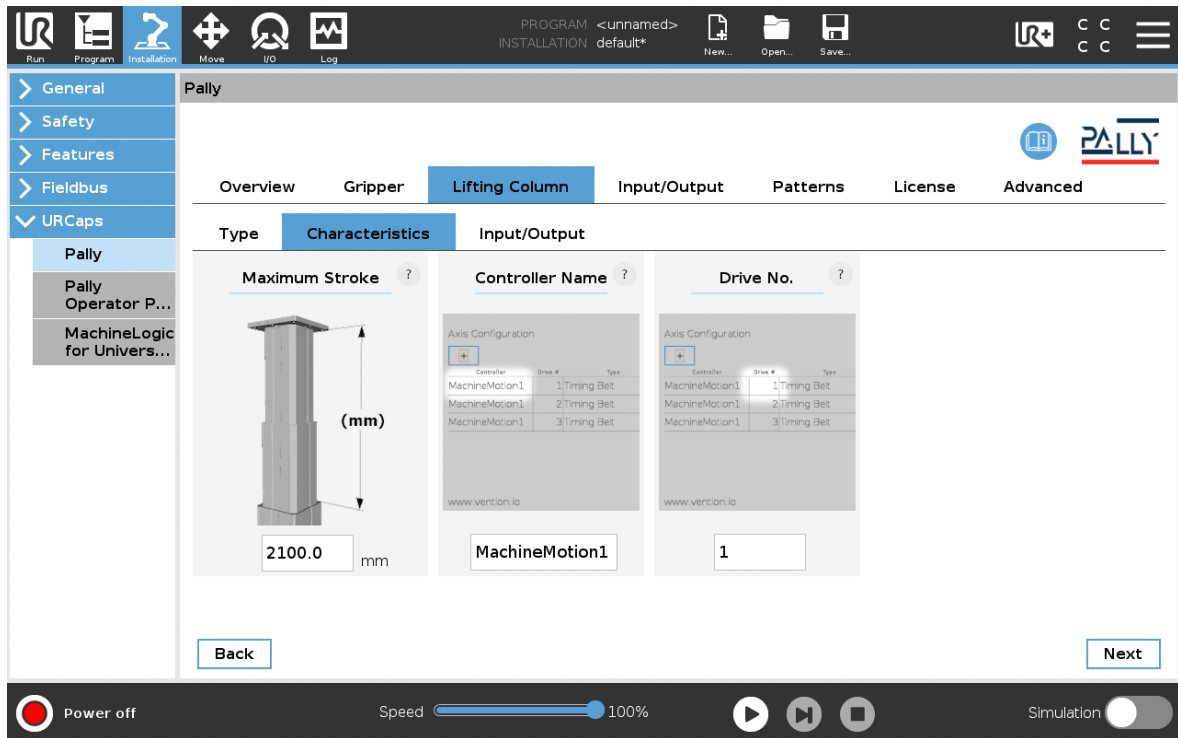 PROGRAM <unnamed>
INSTALLATION default*
UR
Run
Program
Installation
Move
I/O
Log
New...
Open...
Save...
UR+
C C
C C
General
Safety
Features
Fieldbus
URCaps
Pally
Pally
Operator P...
MachineLogic
for Univers...
Pally
PALLY
Overview Gripper Lifting Column Input/Output Patterns License Advanced
Type Characteristics Input/Output
Maximum Stroke ?
(mm)
2100.0 mm
Controller Name ?
Axis Configuration
+
Controller Drive # Type
MachineMotion1 1 Timing Belt
MachineMotion1 2 Timing Belt
MachineMotion1 3 Timing Belt
www.vention.io
MachineMotion1
Drive No. ?
Axis Configuration
+
Controller Drive # Type
MachineMotion1 1 Timing Belt
MachineMotion1 2 Timing Belt
MachineMotion1 3 Timing Belt
www.vention.io
1
Back
Next
Power off
Speed 100%
Simulation